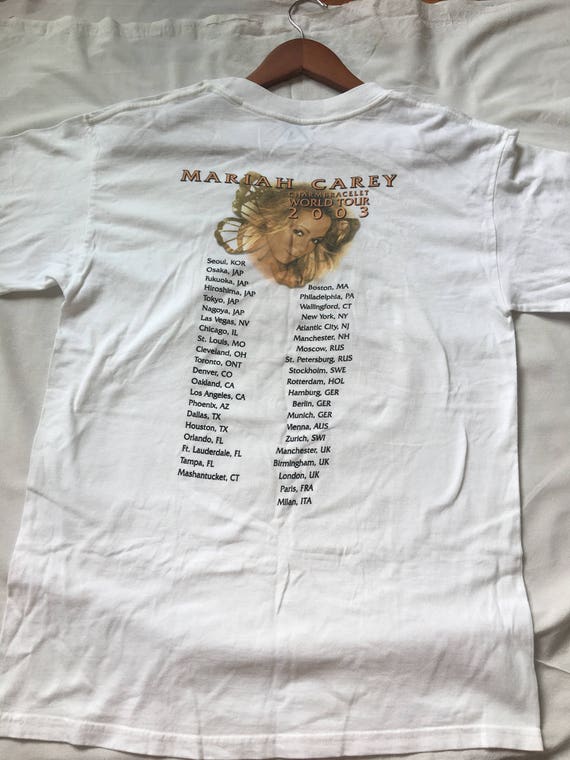 MARIAH CAREY
CHARMBRACELET
WORLD TOUR
2003
Seoul, KOR
Osaka, JAP
Fukuoka, JAP
Hiroshima, JAP
Tokyo, JAP
Nagoya, JAP
Las Vegas, NV
Chicago, IL
St. Louis, MO
Cleveland, OH
Toronto, ONT
Denver, CO
Oakland, CA
Los Angeles, CA
Phoenix, AZ
Dallas, TX
Houston, TX
Orlando, FL
Ft. Lauderdale, FL
Tampa, FL
Mashantucket, CT
Boston, MA
Philadelphia, PA
Wallingford, CT
New York, NY
Atlantic City, NJ
Manchester, NH
Moscow, RUS
St. Petersburg, RUS
Stockholm, SWE
Rotterdam, HOL
Hamburg, GER
Berlin, GER
Munich, GER
Vienna, AUS
Zurich, SWI
Manchester, UK
Birmingham, UK
London, UK
Paris, FRA
Milan, ITA